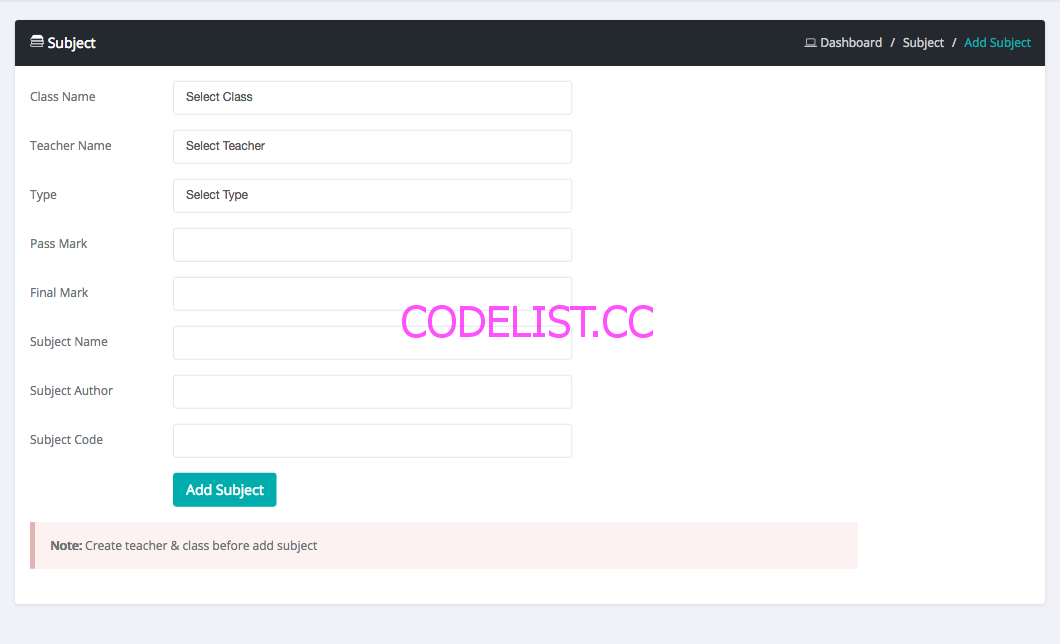 Subject
Dashboard / Subject / Add Subject
Class Name
Select Class
Teacher Name
Select Teacher
Type
Select Type
Pass Mark
Final Mark
CODELIST.CC
Subject Name
Subject Author
Subject Code
Add Subject
Note: Create teacher & class before add subject